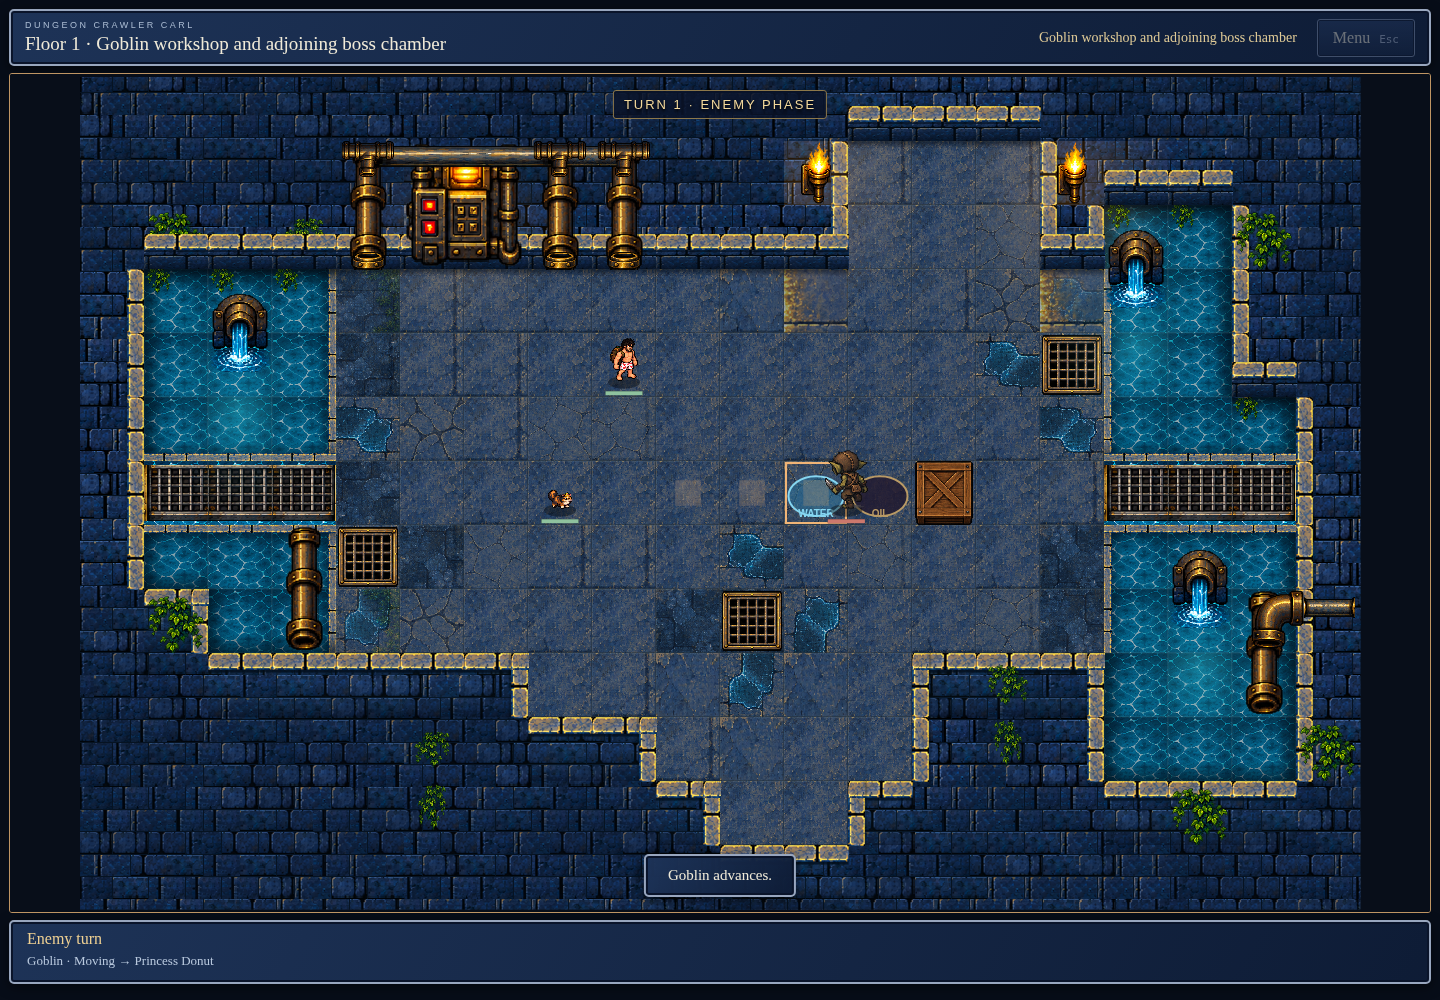 DUNGEON CRAWLER CARL
Floor 1 · Goblin workshop and adjoining boss chamber
Goblin workshop and adjoining boss chamber
Menu Esc
TURN 1 · ENEMY PHASE
WATER
OIL
Goblin advances.
Enemy turn
Goblin · Moving → Princess Donut